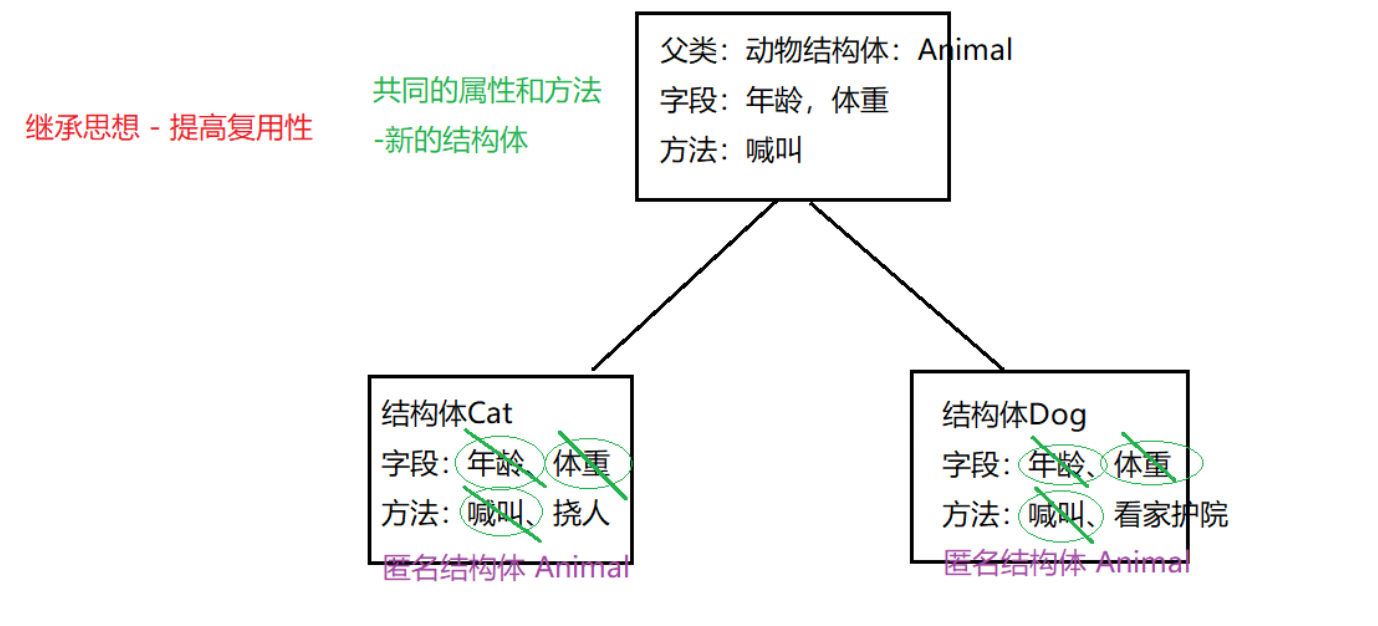 继承思想 - 提高复用性
共同的属性和方法
-新的结构体
父类：动物结构体：Animal
字段：年龄，体重
方法：喊叫
结构体Cat
字段：年龄、体重
方法：喊叫、挠人
匿名结构体 Animal
结构体Dog
字段：年龄、体重
方法：喊叫、看家护院
匿名结构体 Animal